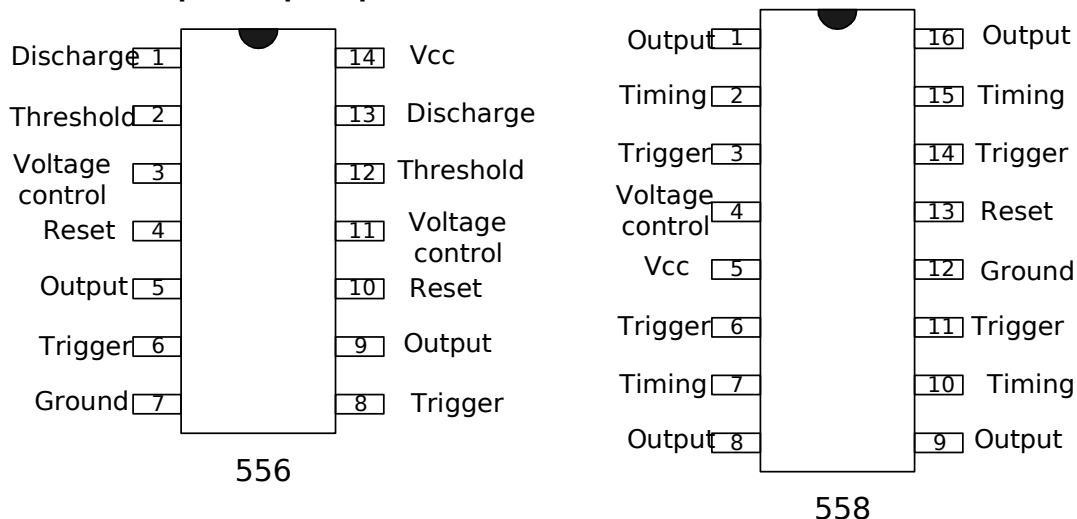 Discharge 1
14 Vcc
Threshold 2
13 Discharge
Voltage
control
3
12 Threshold
Reset 4
11 Voltage
control
Output 5
10 Reset
Trigger 6
9 Output
Ground 7
8 Trigger
556
Output 1
16 Output
Timing 2
15 Timing
Trigger 3
14 Trigger
Voltage
control
4
13 Reset
Vcc 5
12 Ground
Trigger 6
11 Trigger
Timing 7
10 Timing
Output 8
9 Output
558